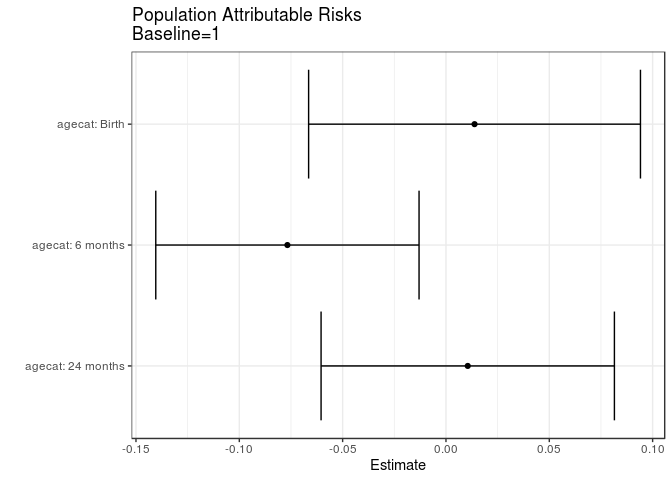 Population Attributable Risks
Baseline=1
agecat: Birth
agecat: 6 months
agecat: 24 months
-0.15 -0.10 -0.05 0.00 0.05 0.10
Estimate